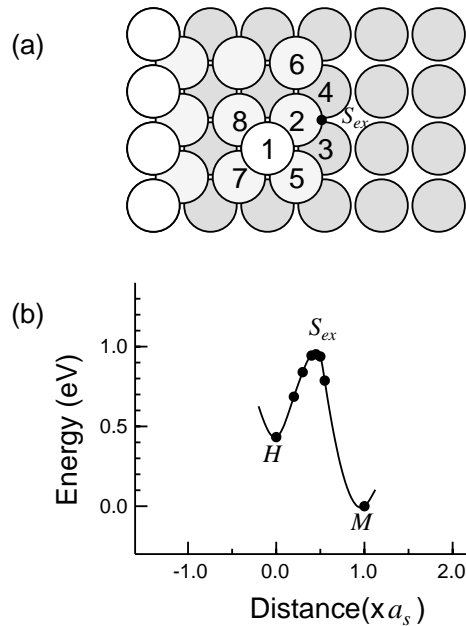 (a)
6
4
8 2 S_ex
1 3
7 5
(b)
Energy (eV)
1.0
0.5
0.0
S_ex
H
M
-1.0 0.0 1.0 2.0
Distance(x a_s)